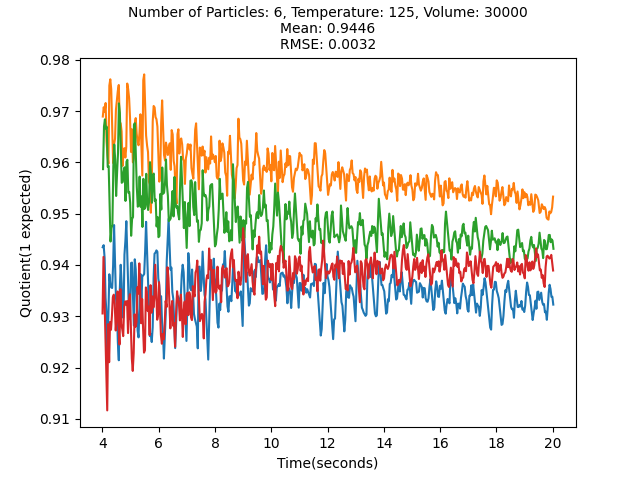 Number of Particles: 6, Temperature: 125, Volume: 30000
Mean: 0.9446
RMSE: 0.0032
0.98
0.97
0.96
0.95
0.94
0.93
0.92
0.91
Quotient(1 expected)
4 6 8 10 12 14 16 18 20
Time(seconds)